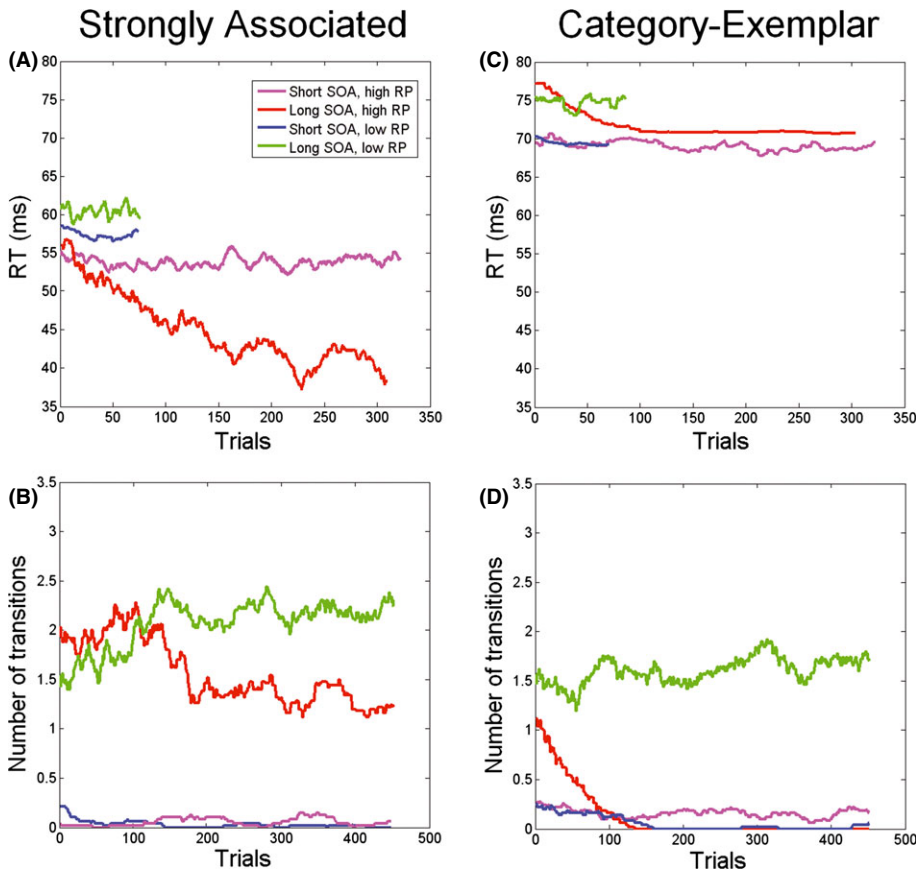 Strongly Associated
Category-Exemplar
(A)
80
75
70
65
60
55
50
45
40
35
RT (ms)
0 50 100 150 200 250 300 350
Trials
Short SOA, high RP
Long SOA, high RP
Short SOA, low RP
Long SOA, low RP
(C)
80
75
70
65
60
55
50
45
40
35
RT (ms)
0 50 100 150 200 250 300 350
Trials
(B)
3.5
3
2.5
2
1.5
1
0.5
0
Number of transitions
0 100 200 300 400 500
Trials
(D)
3.5
3
2.5
2
1.5
1
0.5
0
Number of transitions
0 100 200 300 400 500
Trials